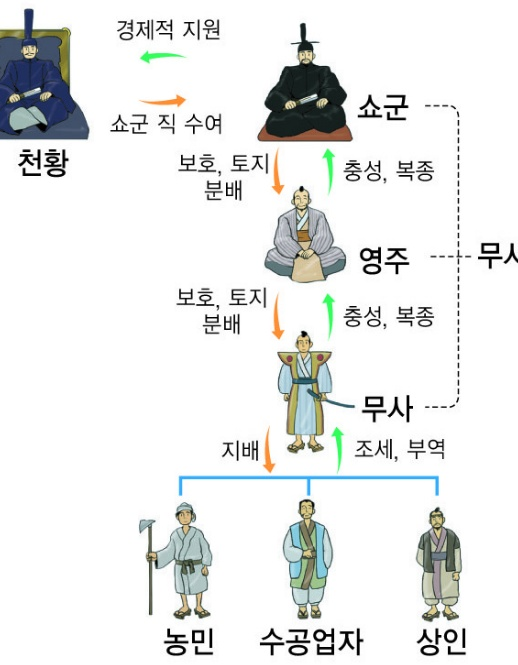 경제적 지원
쇼군 직 수여
천황
쇼군
보호, 토지
분배
충성, 복종
영주
무사
보호, 토지
분배
충성, 복종
무사
지배
조세, 부역
농민
수공업자
상인